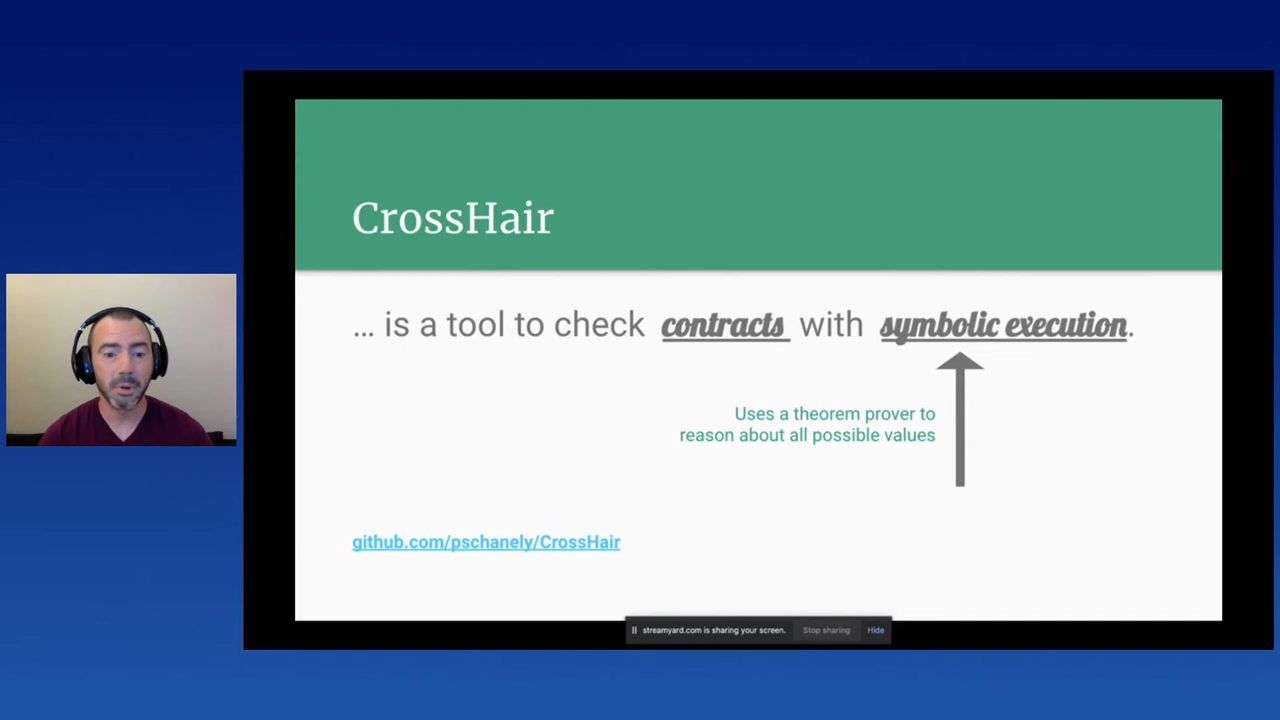 CrossHair
... is a tool to check contracts with symbolic execution.
Uses a theorem prover to
reason about all possible values
github.com/pschanely/CrossHair
streamyard.com is sharing your screen. Stop sharing Hide